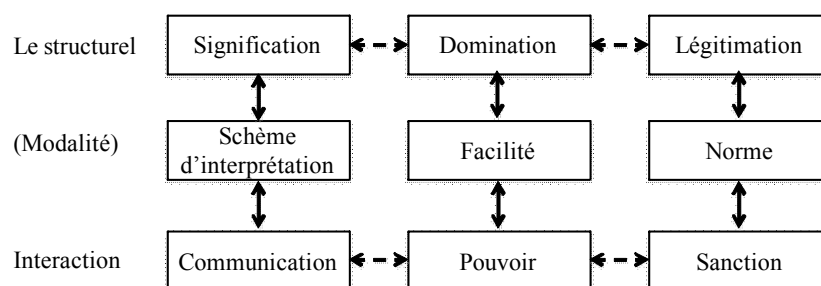 Le structurel Signification Domination Légitimation
(Modalité) Schème d'interprétation Facilité Norme
Interaction Communication Pouvoir Sanction